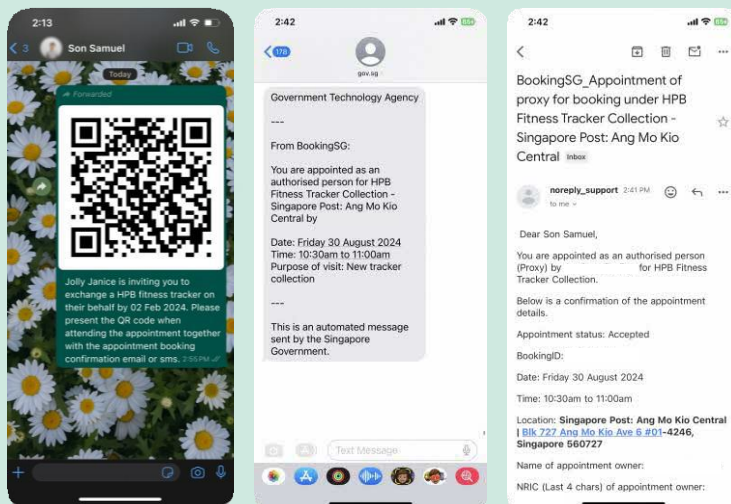 2:13
3
Son Samuel
Today
Forwarded
Jolly Janice is inviting you to
exchange a HPB fitness tracker on
their behalf by 02 Feb 2024. Please
present the QR code when
attending the appointment together
with the appointment booking
confirmation email or sms. 2:55 PM
2:42
178
gov.sg
Government Technology Agency
---
From BookingSG:
You are appointed as an
authorised person for HPB
Fitness Tracker Collection -
Singapore Post: Ang Mo Kio
Central by
Date: Friday 30 August 2024
Time: 10:30am to 11:00am
Purpose of visit: New tracker
collection
---
This is an automated message
sent by the Singapore
Government.
Text Message
2:42
BookingSG_Appointment of
proxy for booking under HPB
Fitness Tracker Collection -
Singapore Post: Ang Mo Kio
Central Inbox
noreply_support 2:41 PM
to me
Dear Son Samuel,
You are appointed as an authorised person
(Proxy) by for HPB Fitness
Tracker Collection.
Below is a confirmation of the appointment
details.
Appointment status: Accepted
BookingID:
Date: Friday 30 August 2024
Time: 10:30am to 11:00am
Location: Singapore Post: Ang Mo Kio Central
| Blk 727 Ang Mo Kio Ave 6 #01-4246,
Singapore 560727
Name of appointment owner:
NRIC (Last 4 chars) of appointment owner: